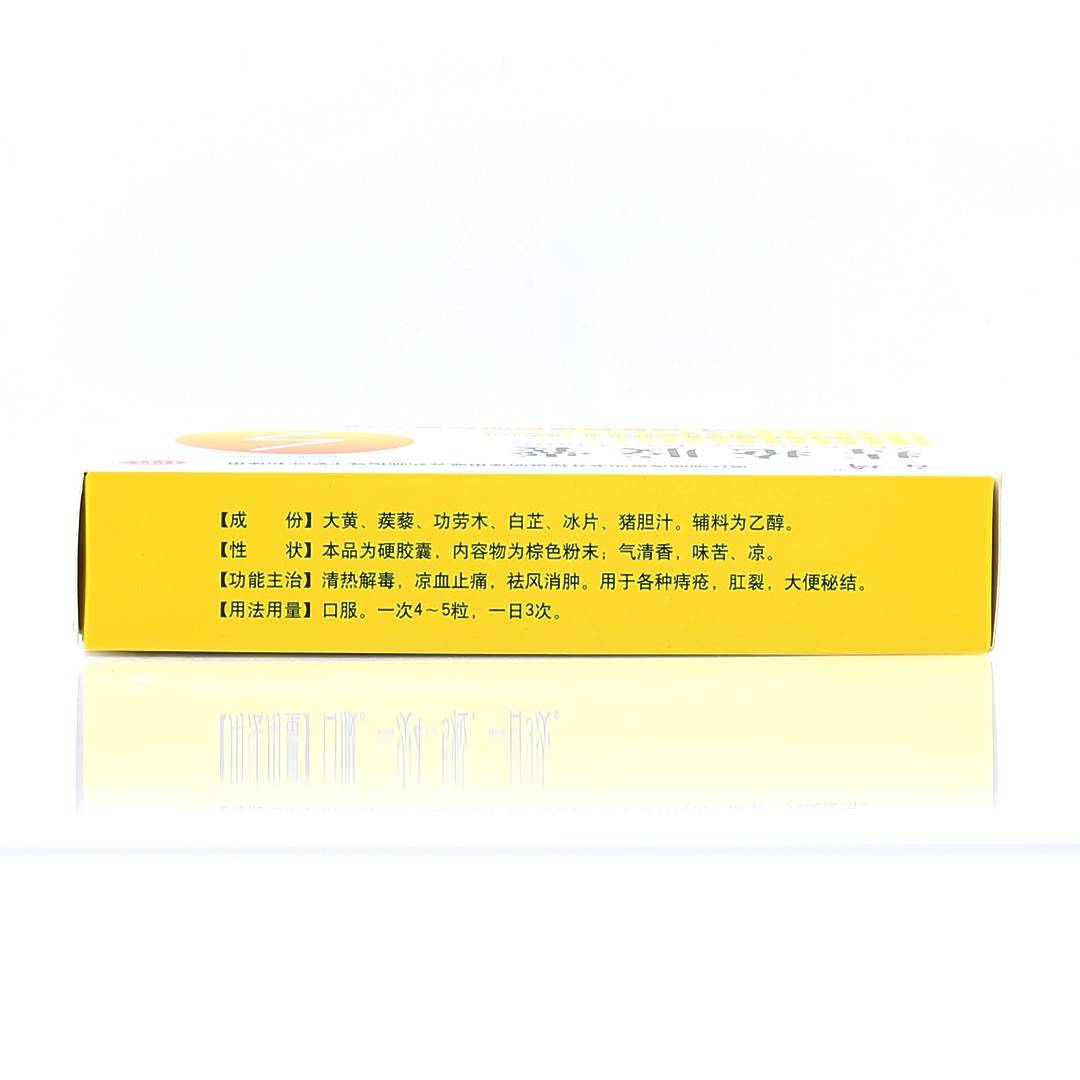 【成　份】大黄、蒺藜、功劳木、白芷、冰片、猪胆汁。辅料为乙醇。
【性　状】本品为硬胶囊，内容物为棕色粉末；气清香，味苦、凉。
【功能主治】清热解毒，凉血止痛，祛风消肿。用于各种痔疮，肛裂，大便秘结。
【用法用量】口服。一次4～5粒，一日3次。